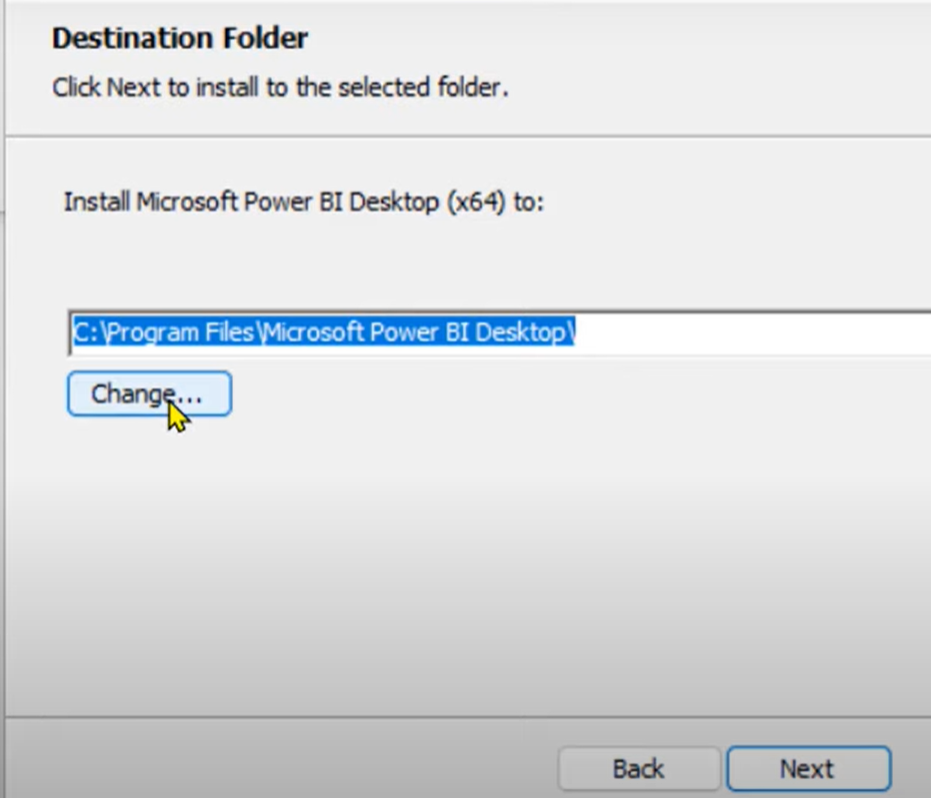 Destination Folder
Click Next to install to the selected folder.
Install Microsoft Power BI Desktop (x64) to:
C:\Program Files\Microsoft Power BI Desktop\
Change...
Back Next